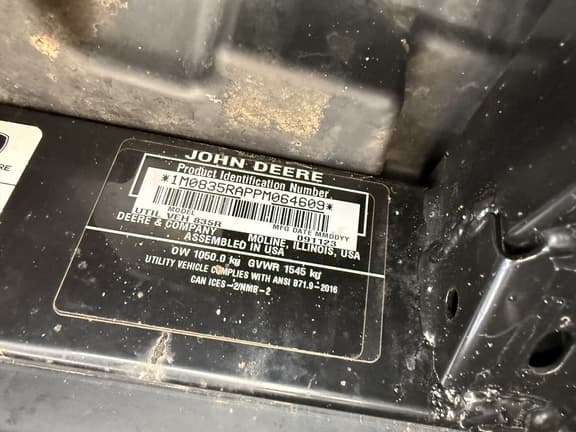 JOHN DEERE
Product Identification Number
*1M0835RAPPM064609*
MODEL MFG DATE MMDDYY
UTIL VEH 835R 091123
DEERE & COMPANY MOLINE, ILLINOIS, USA
ASSEMBLED IN USA
OW 1050.0 kg GVWR 1545 kg
UTILITY VEHICLE COMPLIES WITH ANSI B71.9-2016
CAN ICES-2/NMB-2